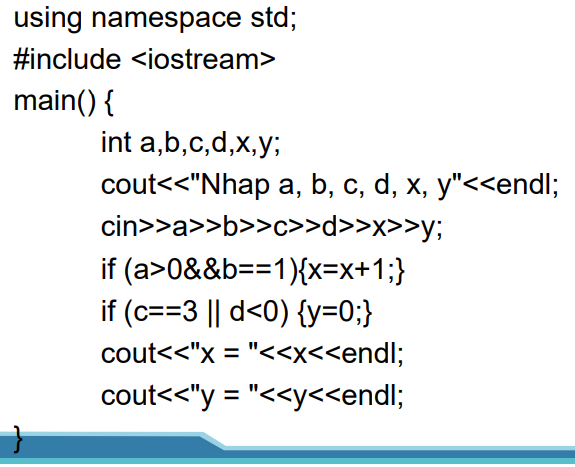 using namespace std;
#include <iostream>
main() {
int a,b,c,d,x,y;
cout<<"Nhap a, b, c, d, x, y"<<endl;
cin>>a>>b>>c>>d>>x>>y;
if (a>0&&b==1){x=x+1;}
if (c==3 || d<0) {y=0;}
cout<<"x = "<<x<<endl;
cout<<"y = "<<y<<endl;
}